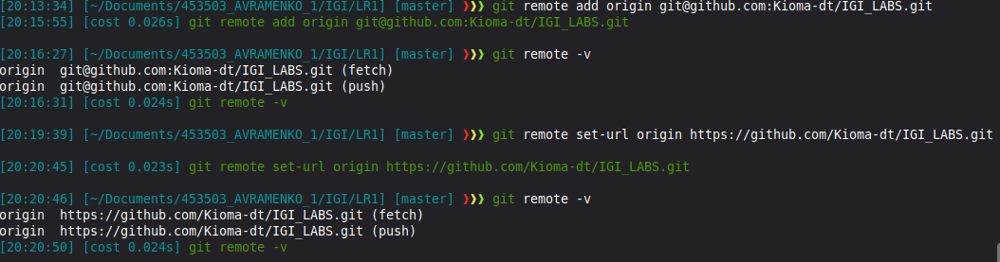 [20:13:34] [~/Documents/453503_AVRAMENKO_1/IGI/LR1] [master] ❯❯❯ git remote add origin git@github.com:Kioma-dt/IGI_LABS.git
[20:15:55] [cost 0.026s] git remote add origin git@github.com:Kioma-dt/IGI_LABS.git
[20:16:27] [~/Documents/453503_AVRAMENKO_1/IGI/LR1] [master] ❯❯❯ git remote -v
origin  git@github.com:Kioma-dt/IGI_LABS.git (fetch)
origin  git@github.com:Kioma-dt/IGI_LABS.git (push)
[20:16:31] [cost 0.024s] git remote -v
[20:19:39] [~/Documents/453503_AVRAMENKO_1/IGI/LR1] [master] ❯❯❯ git remote set-url origin https://github.com/Kioma-dt/IGI_LABS.git
[20:20:45] [cost 0.023s] git remote set-url origin https://github.com/Kioma-dt/IGI_LABS.git
[20:20:46] [~/Documents/453503_AVRAMENKO_1/IGI/LR1] [master] ❯❯❯ git remote -v
origin  https://github.com/Kioma-dt/IGI_LABS.git (fetch)
origin  https://github.com/Kioma-dt/IGI_LABS.git (push)
[20:20:50] [cost 0.024s] git remote -v